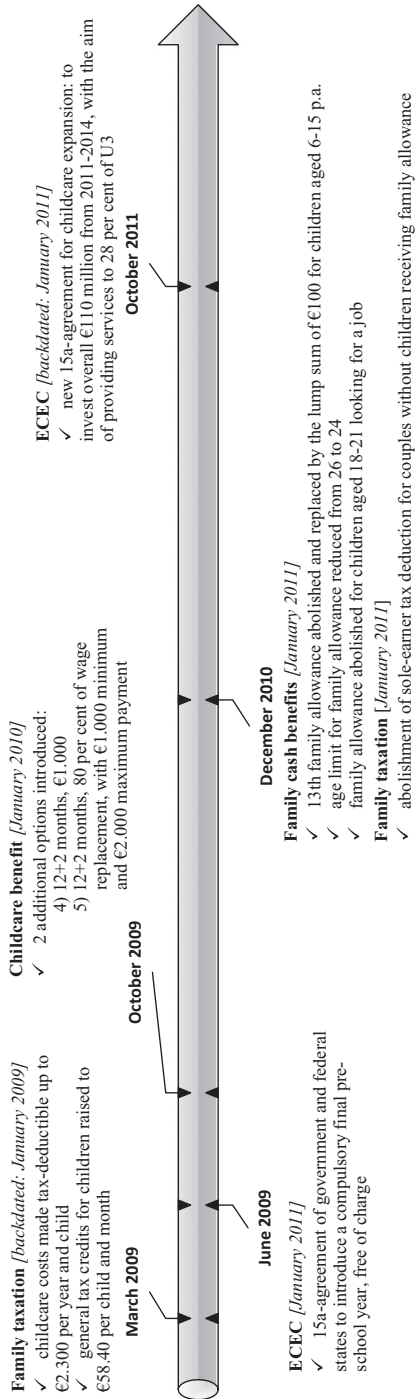 Family taxation [backdated: January 2009]
✓ childcare costs made tax-deductible up to
€2.300 per year and child
✓ general tax credits for children raised to
€58.40 per child and month
March 2009
Childcare benefit [January 2010]
✓ 2 additional options introduced:
4) 12+2 months, €1.000
5) 12+2 months, 80 per cent of wage
replacement, with €1.000 minimum
and €2.000 maximum payment
October 2009
ECEC [backdated: January 2011]
✓ new 15a-agreement for childcare expansion: to
invest overall €110 million from 2011-2014, with the aim
of providing services to 28 per cent of U3
October 2011
June 2009
ECEC [January 2011]
✓ 15a-agreement of government and federal
states to introduce a compulsory final pre-
school year, free of charge
December 2010
Family cash benefits [January 2011]
✓ 13th family allowance abolished and replaced by the lump sum of €100 for children aged 6-15 p.a.
✓ age limit for family allowance reduced from 26 to 24
✓ family allowance abolished for children aged 18-21 looking for a job
Family taxation [January 2011]
✓ abolishment of sole-earner tax deduction for couples without children receiving family allowance